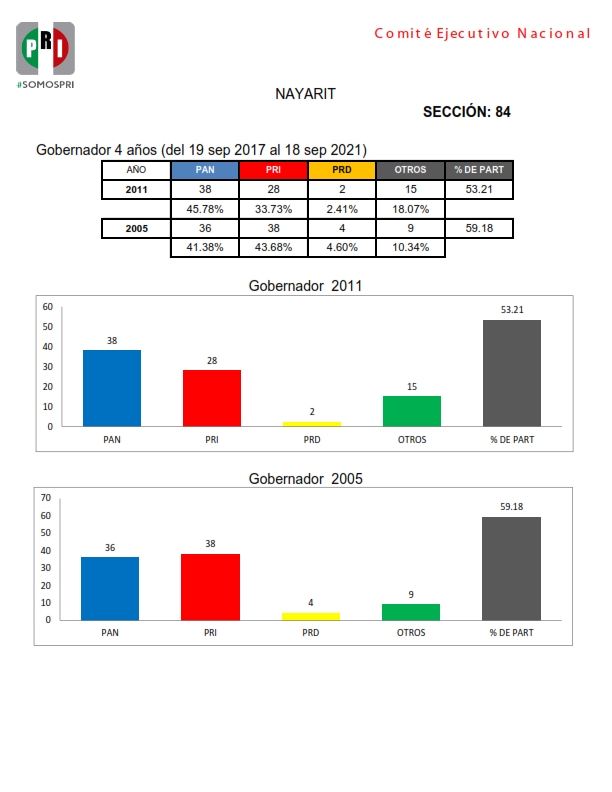 PRI
#SOMOSPRI
Comité Ejecutivo Nacional
NAYARIT
SECCIÓN: 84
Gobernador 4 años (del 19 sep 2017 al 18 sep 2021)
AÑO PAN PRI PRD OTROS % DE PART
2011 38 28 2 15 53.21
45.78% 33.73% 2.41% 18.07%
2005 36 38 4 9 59.18
41.38% 43.68% 4.60% 10.34%
Gobernador 2011
60
50
40
30
20
10
0
38
28
2
15
53.21
PAN PRI PRD OTROS % DE PART
Gobernador 2005
70
60
50
40
30
20
10
0
36
38
4
9
59.18
PAN PRI PRD OTROS % DE PART